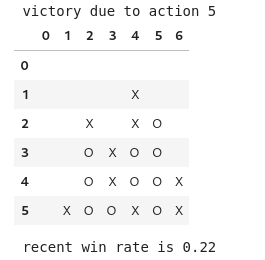 victory due to action 5
0 1 2 3 4 5 6
0
1 X
2 X X O
3 O X O O
4 O X O O X
5 X O O X O X
recent win rate is 0.22